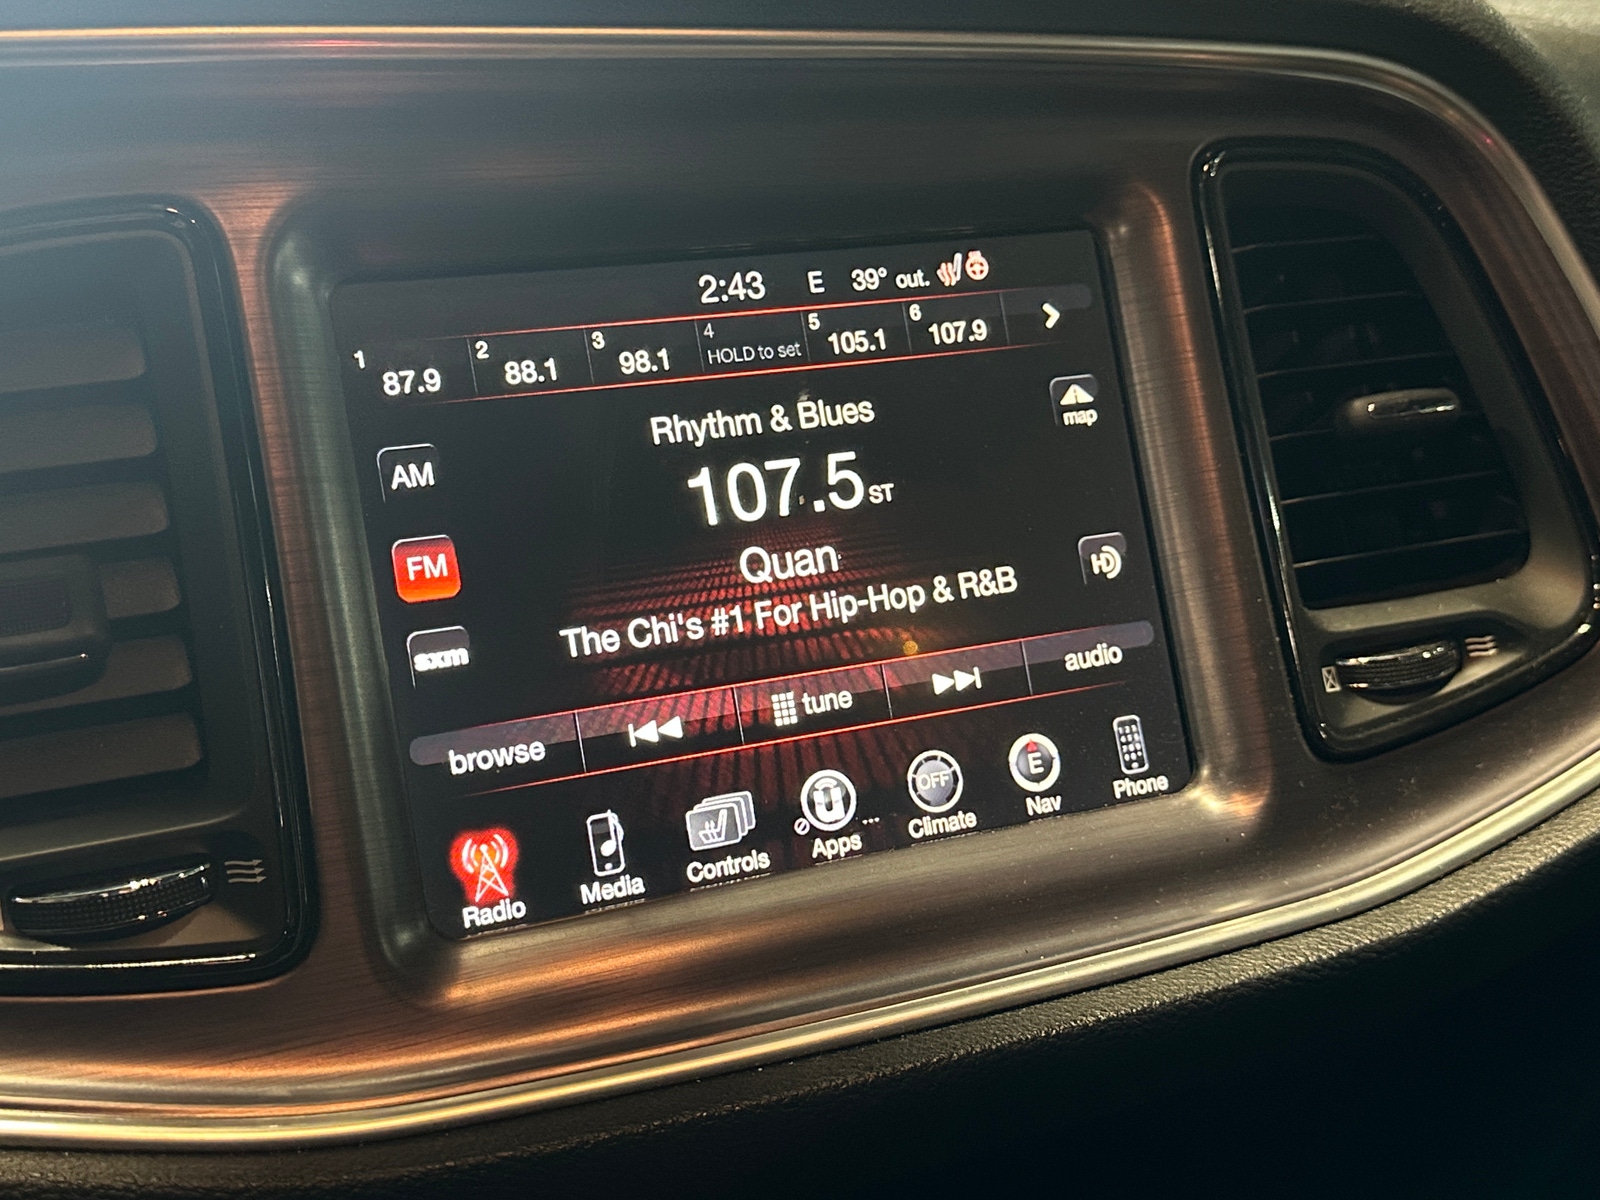 2:43 E 39° out.
1 87.9 2 88.1 3 98.1 4 HOLD to set 5 105.1 6 107.9
Rhythm & Blues
map
AM
107.5 ST
FM
Quan
HD
The Chi's #1 For Hip-Hop & R&B
sxm
browse tune audio
Radio Media Controls Apps ... OFF Climate E Nav Phone